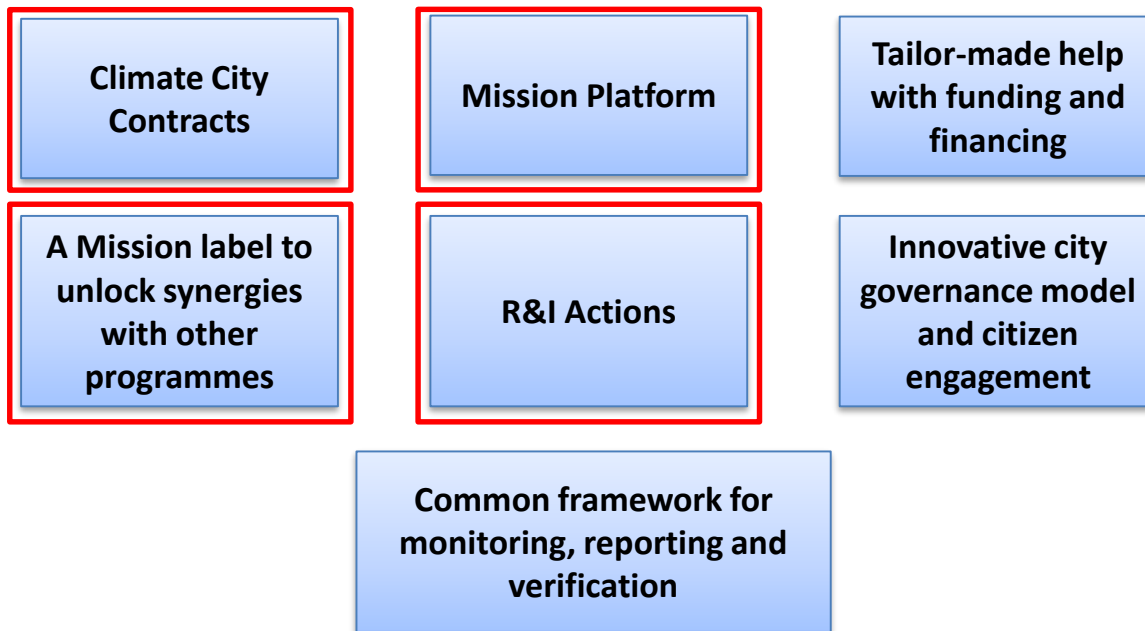 Climate City
Contracts
Mission Platform
Tailor-made help
with funding and
financing
A Mission label to
unlock synergies
with other
programmes
R&I Actions
Innovative city
governance model
and citizen
engagement
Common framework for
monitoring, reporting and
verification